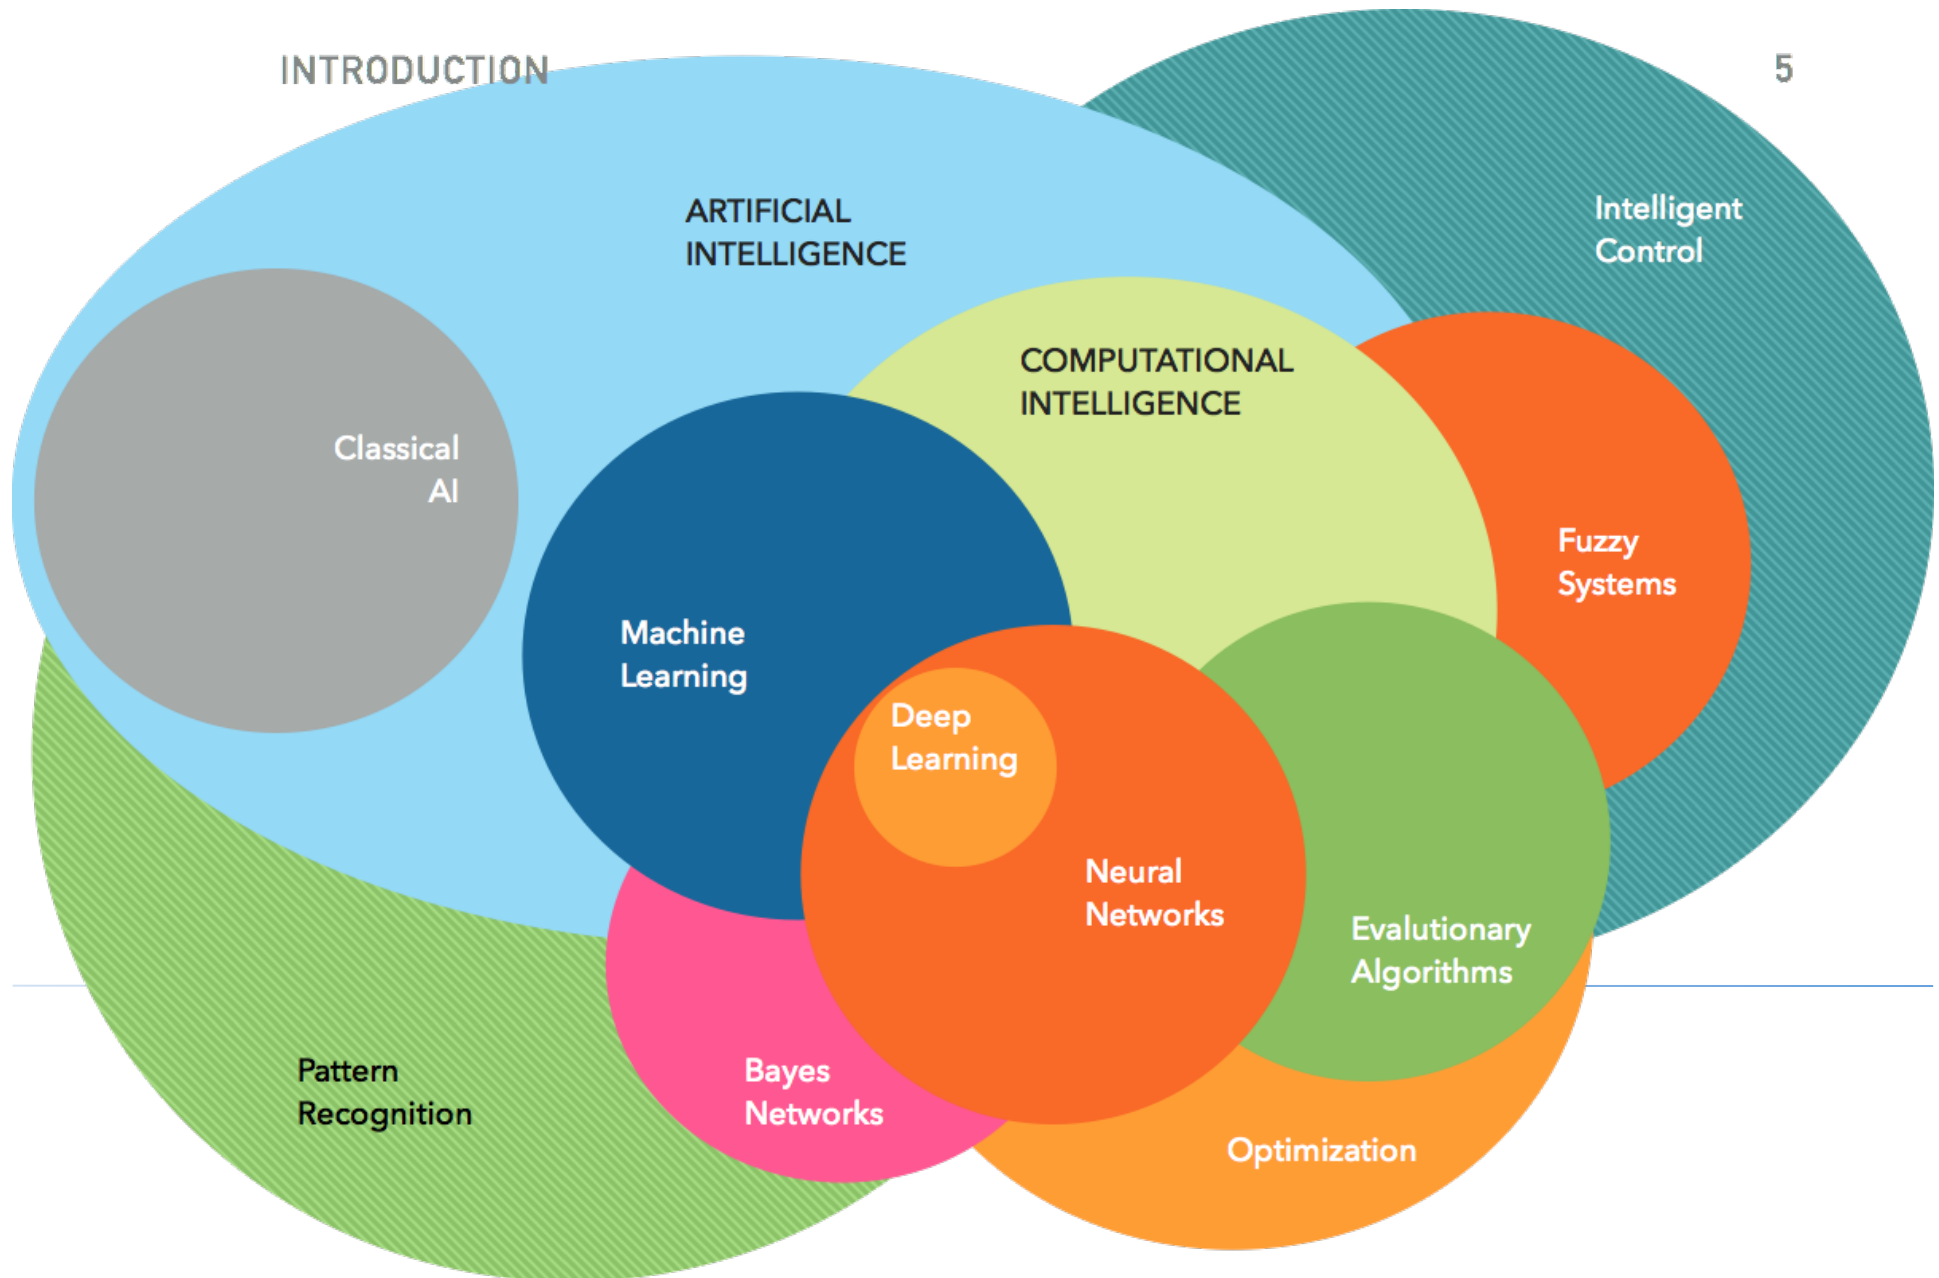 INTRODUCTION
5
ARTIFICIAL
INTELLIGENCE
Intelligent
Control
COMPUTATIONAL
INTELLIGENCE
Classical
AI
Fuzzy
Systems
Machine
Learning
Deep
Learning
Neural
Networks
Evalutionary
Algorithms
Pattern
Recognition
Bayes
Networks
Optimization